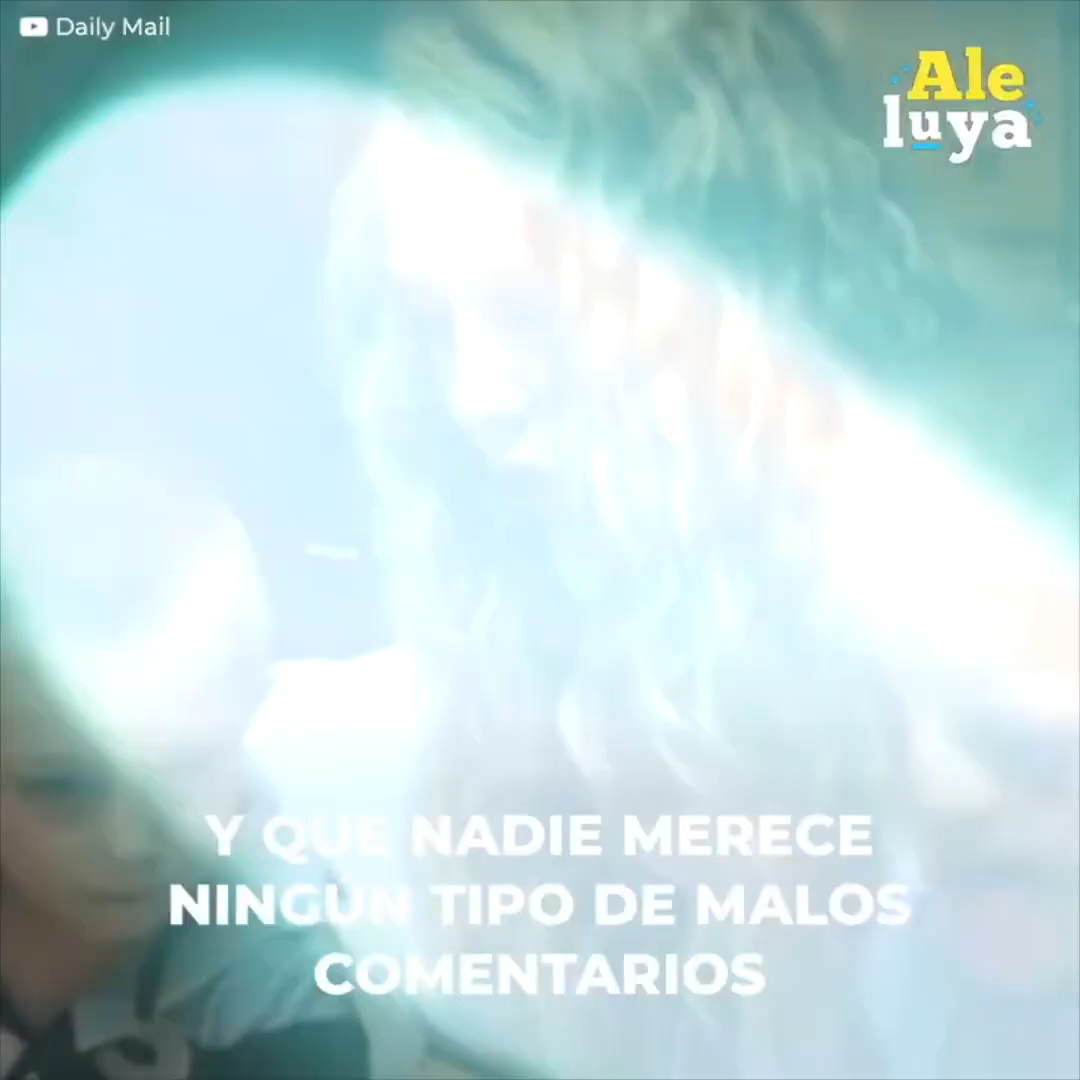 Daily Mail
Ale
luya
Y QUE NADIE MERECE
NINGÚN TIPO DE MALOS
COMENTARIOS